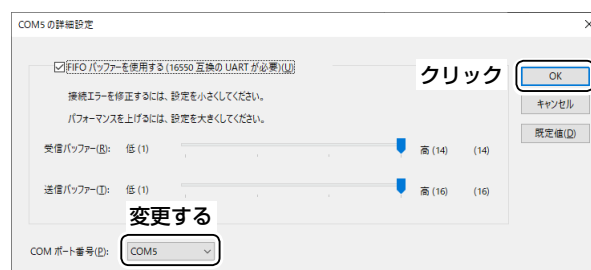 COM5 の詳細設定
FIFO バッファーを使用する (16550 互換の UART が必要)(U)
クリック
OK
接続エラーを修正するには、設定を小さくしてください。
キャンセル
パフォーマンスを上げるには、設定を大きくしてください。
既定値(D)
受信バッファー(R): 低 (1) 高 (14) (14)
送信バッファー(T): 低 (1) 高 (16) (16)
変更する
COM ポート番号(P): COM5